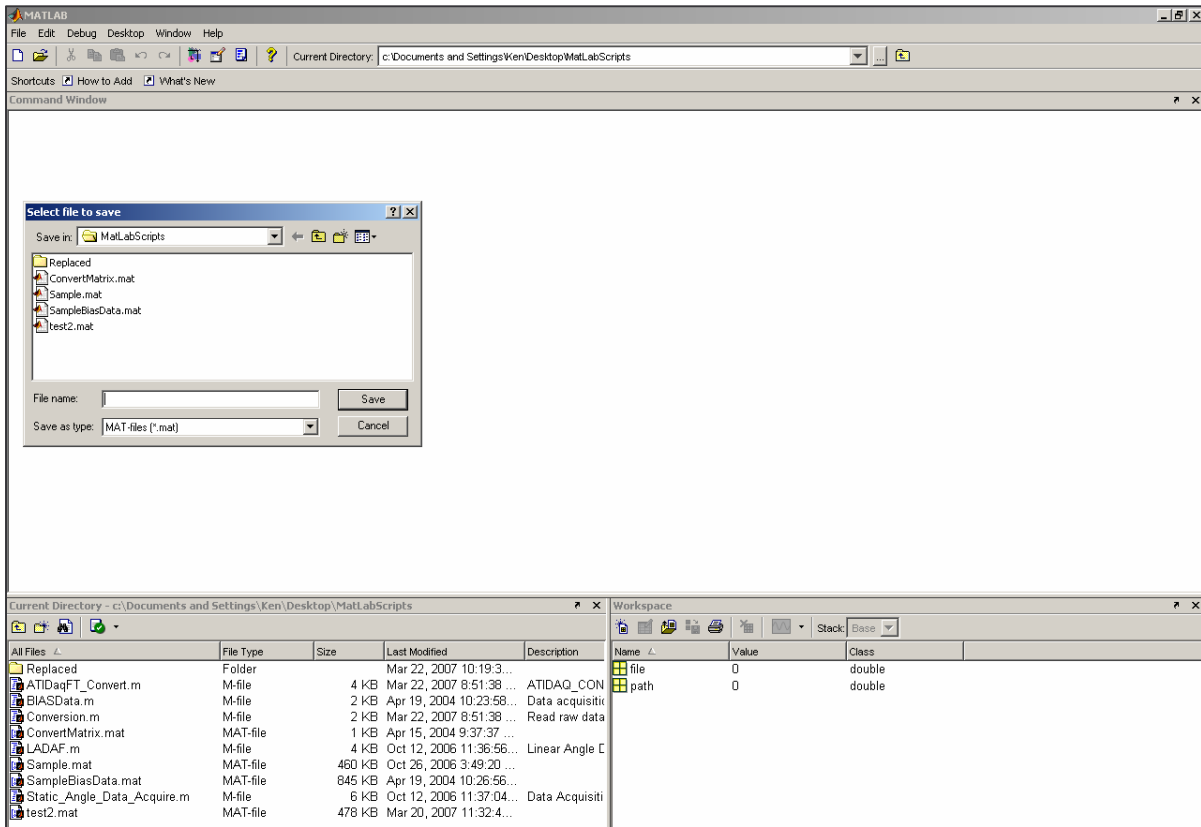 MATLAB
File Edit Debug Desktop Window Help
Current Directory: c:\Documents and Settings\Ken\Desktop\MatLabScripts ...
Shortcuts How to Add What's New
Command Window
Select file to save
Save in: MatLabScripts
Replaced
ConvertMatrix.mat
Sample.mat
SampleBiasData.mat
test2.mat
File name: Save
Save as type: MAT-files (*.mat) Cancel
Current Directory - c:\Documents and Settings\Ken\Desktop\MatLabScripts
All Files File Type Size Last Modified Description
Replaced Folder Mar 22, 2007 10:19:3...
ATIDaqFT_Convert.m M-file 4 KB Mar 22, 2007 8:51:38 ... ATIDAQ_CON
BIASData.m M-file 2 KB Apr 19, 2004 10:23:58... Data acquisitio
Conversion.m M-file 2 KB Mar 22, 2007 8:51:38 ... Read raw data
ConvertMatrix.mat MAT-file 1 KB Apr 15, 2004 9:37:37 ...
LADAF.m M-file 4 KB Oct 12, 2006 11:36:56... Linear Angle D
Sample.mat MAT-file 460 KB Oct 26, 2006 3:49:20 ...
SampleBiasData.mat MAT-file 845 KB Apr 19, 2004 10:26:56...
Static_Angle_Data_Acquire.m M-file 6 KB Oct 12, 2006 11:37:04... Data Acquisiti
test2.mat MAT-file 478 KB Mar 20, 2007 11:32:4...
Workspace
Stack: Base
Name Value Class
file 0 double
path 0 double